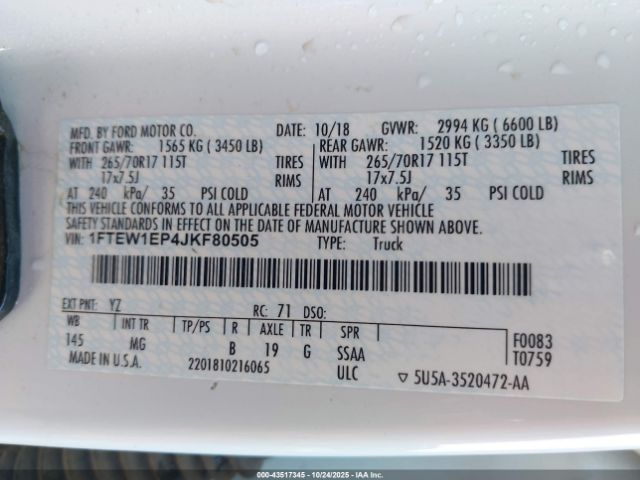 MFD. BY FORD MOTOR CO. DATE: 10/18 GVWR: 2994 KG ( 6600 LB)
FRONT GAWR: 1565 KG ( 3450 LB) REAR GAWR: 1520 KG ( 3350 LB)
WITH 265/70R17 115T TIRES WITH 265/70R17 115T TIRES
17x7.5J RIMS 17x7.5J RIMS
AT 240 kPa/ 35 PSI COLD AT 240 kPa/ 35 PSI COLD
THIS VEHICLE CONFORMS TO ALL APPLICABLE FEDERAL MOTOR VEHICLE
SAFETY STANDARDS IN EFFECT ON THE DATE OF MANUFACTURE SHOWN ABOVE.
VIN: 1FTEW1EP4JKF80505 TYPE: Truck
EXT PNT: YZ RC: 71 DSO:
WB INT TR TP/PS R AXLE TR SPR F0083
145 MG B 19 G SSAA T0759
MADE IN U.S.A. 2201810216065 ULC ▽ 5U5A-3520472-AA
000-43517345 - 10/24/2025 - IAA Inc.